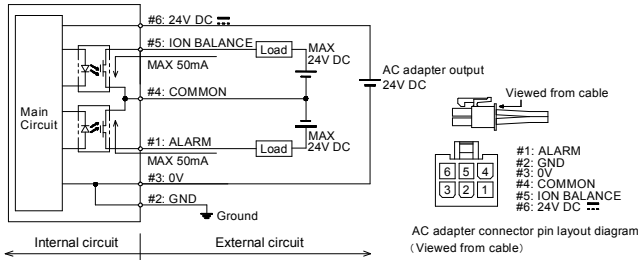 #6: 24V DC
#5: ION BALANCE
Load
MAX
24V DC
MAX 50mA
AC adapter output
24V DC
#4: COMMON
Main
Circuit
MAX
24V DC
#1: ALARM
Load
MAX 50mA
#3: 0V
#2: GND
Ground
Internal circuit
External circuit
Viewed from cable
6 5 4
3 2 1
#1: ALARM
#2: GND
#3: 0V
#4: COMMON
#5: ION BALANCE
#6: 24V DC
AC adapter connector pin layout diagram
(Viewed from cable)